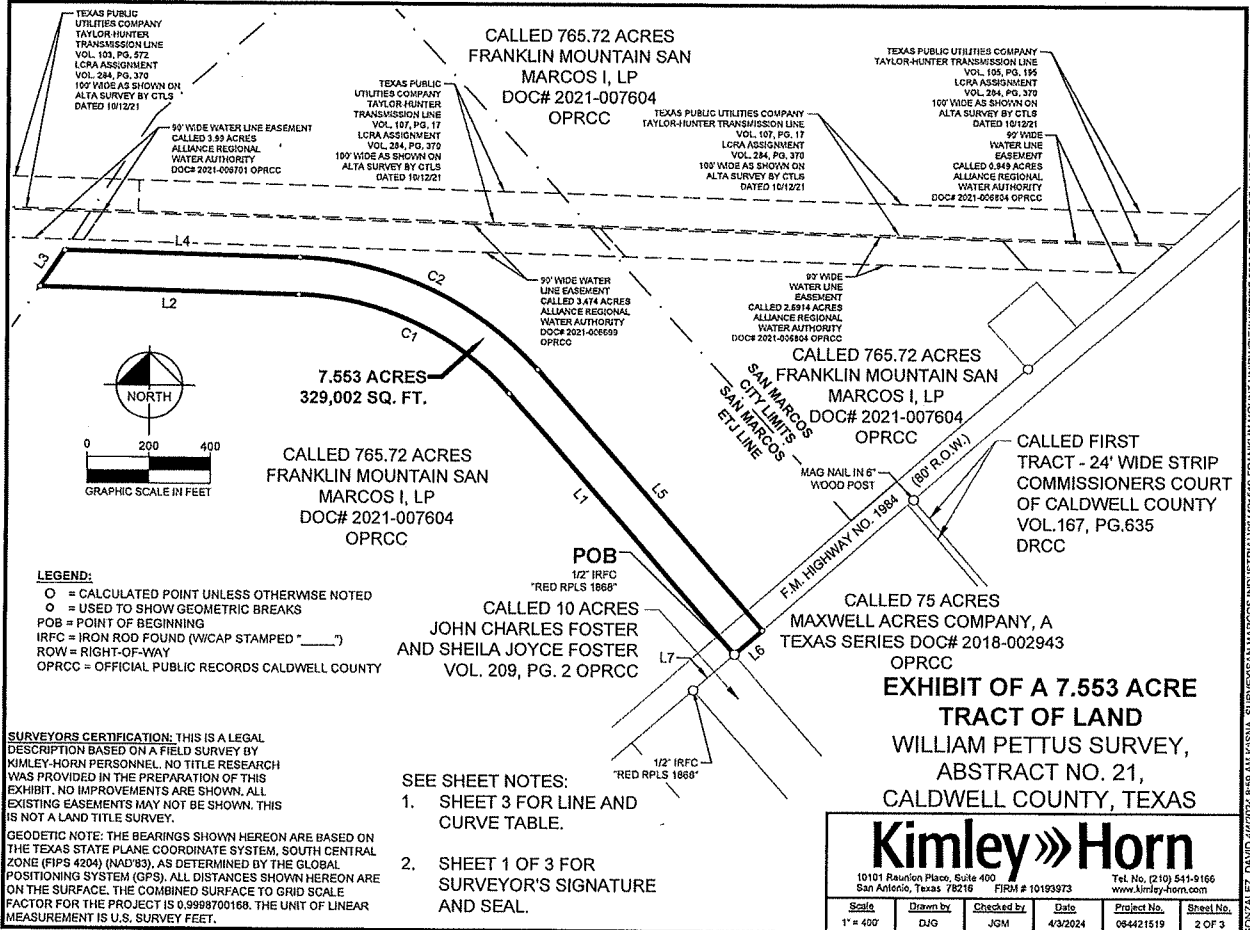 TEXAS PUBLIC
UTILITIES COMPANY
TAYLOR-HUNTER
TRANSMISSION LINE
VOL. 103, PG. 572
LCRA ASSIGNMENT
VOL. 284, PG. 370
100' WIDE AS SHOWN ON
ALTA SURVEY BY CTLS
DATED 10/12/21
90' WIDE WATER LINE EASEMENT
CALLED 3.99 ACRES
ALLIANCE REGIONAL
WATER AUTHORITY
DOC# 2021-006701 OPRCC
TEXAS PUBLIC
UTILITIES COMPANY
TAYLOR-HUNTER
TRANSMISSION LINE
VOL. 107, PG. 17
LCRA ASSIGNMENT
VOL. 284, PG. 370
100' WIDE AS SHOWN ON
ALTA SURVEY BY CTLS
DATED 10/12/21
CALLED 765.72 ACRES
FRANKLIN MOUNTAIN SAN
MARCOS I, LP
DOC# 2021-007604
OPRCC
TEXAS PUBLIC UTILITIES COMPANY
TAYLOR-HUNTER TRANSMISSION LINE
VOL. 107, PG. 17
LCRA ASSIGNMENT
VOL. 284, PG. 370
100' WIDE AS SHOWN ON
ALTA SURVEY BY CTLS
DATED 10/12/21
TEXAS PUBLIC UTILITIES COMPANY
TAYLOR-HUNTER TRANSMISSION LINE
VOL. 105, PG. 195
LCRA ASSIGNMENT
VOL. 284, PG. 370
100' WIDE AS SHOWN ON
ALTA SURVEY BY CTLS
DATED 10/12/21
90' WIDE
WATER LINE
EASEMENT
CALLED 0.949 ACRES
ALLIANCE REGIONAL
WATER AUTHORITY
DOC# 2021-006804 OPRCC
L3
L4
L2
C2
C1
90' WIDE WATER
LINE EASEMENT
CALLED 3.474 ACRES
ALLIANCE REGIONAL
WATER AUTHORITY
DOC# 2021-006699
OPRCC
90' WIDE
WATER LINE
EASEMENT
CALLED 2.6914 ACRES
ALLIANCE REGIONAL
WATER AUTHORITY
DOC# 2021-006804 OPRCC
7.553 ACRES
329,002 SQ. FT.
NORTH
0 200 400
GRAPHIC SCALE IN FEET
CALLED 765.72 ACRES
FRANKLIN MOUNTAIN SAN
MARCOS I, LP
DOC# 2021-007604
OPRCC
SAN MARCOS
CITY LIMITS
SAN MARCOS
ETJ LINE
CALLED 765.72 ACRES
FRANKLIN MOUNTAIN SAN
MARCOS I, LP
DOC# 2021-007604
OPRCC
L1
L5
MAG NAIL IN 6"
WOOD POST
F.M. HIGHWAY NO. 1984 (80' R.O.W.)
CALLED FIRST
TRACT - 24' WIDE STRIP
COMMISSIONERS COURT
OF CALDWELL COUNTY
VOL.167, PG.635
DRCC
POB
1/2" IRFC
"RED RPLS 1868"
CALLED 10 ACRES
JOHN CHARLES FOSTER
AND SHEILA JOYCE FOSTER
VOL. 209, PG. 2 OPRCC
L7
L6
1/2" IRFC
"RED RPLS 1868"
CALLED 75 ACRES
MAXWELL ACRES COMPANY, A
TEXAS SERIES DOC# 2018-002943
OPRCC
LEGEND:
O = CALCULATED POINT UNLESS OTHERWISE NOTED
o = USED TO SHOW GEOMETRIC BREAKS
POB = POINT OF BEGINNING
IRFC = IRON ROD FOUND (W/CAP STAMPED "_____")
ROW = RIGHT-OF-WAY
OPRCC = OFFICIAL PUBLIC RECORDS CALDWELL COUNTY
SURVEYORS CERTIFICATION: THIS IS A LEGAL
DESCRIPTION BASED ON A FIELD SURVEY BY
KIMLEY-HORN PERSONNEL. NO TITLE RESEARCH
WAS PROVIDED IN THE PREPARATION OF THIS
EXHIBIT. NO IMPROVEMENTS ARE SHOWN. ALL
EXISTING EASEMENTS MAY NOT BE SHOWN. THIS
IS NOT A LAND TITLE SURVEY.
GEODETIC NOTE: THE BEARINGS SHOWN HEREON ARE BASED ON
THE TEXAS STATE PLANE COORDINATE SYSTEM, SOUTH CENTRAL
ZONE (FIPS 4204) (NAD'83), AS DETERMINED BY THE GLOBAL
POSITIONING SYSTEM (GPS). ALL DISTANCES SHOWN HEREON ARE
ON THE SURFACE. THE COMBINED SURFACE TO GRID SCALE
FACTOR FOR THE PROJECT IS 0.9998700168. THE UNIT OF LINEAR
MEASUREMENT IS U.S. SURVEY FEET.
SEE SHEET NOTES:
1. SHEET 3 FOR LINE AND
CURVE TABLE.
2. SHEET 1 OF 3 FOR
SURVEYOR'S SIGNATURE
AND SEAL.
EXHIBIT OF A 7.553 ACRE
TRACT OF LAND
WILLIAM PETTUS SURVEY,
ABSTRACT NO. 21,
CALDWELL COUNTY, TEXAS
Kimley»Horn
10101 Reunion Place, Suite 400
San Antonio, Texas 78216 FIRM # 10193973
Tel. No. (210) 541-9166
www.kimley-horn.com
Scale Drawn by Checked by Date Project No. Sheet No.
1" = 400' DJG JGM 4/3/2024 064421519 2 OF 3